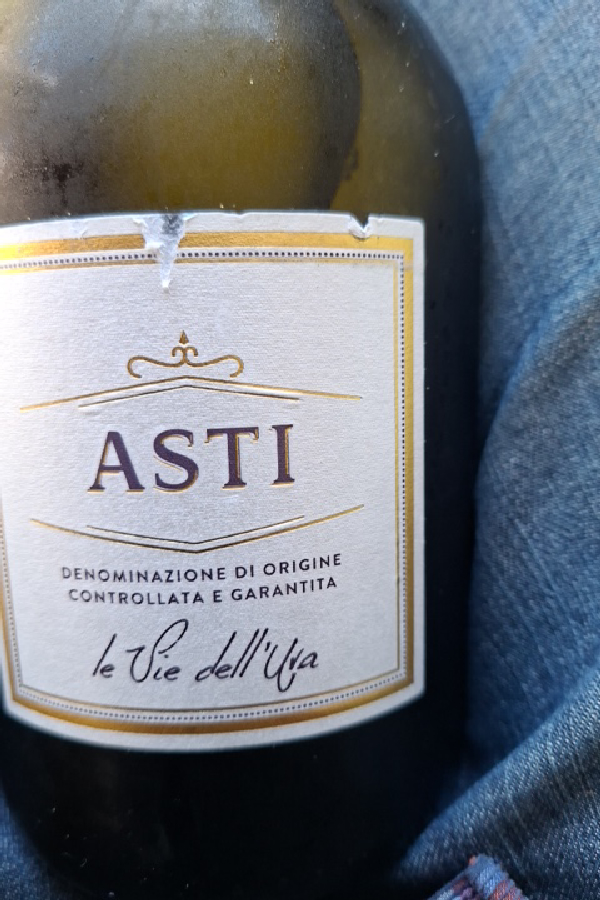 ASTI
DENOMINAZIONE DI ORIGINE
CONTROLLATA E GARANTITA
le Vie dell'Uva